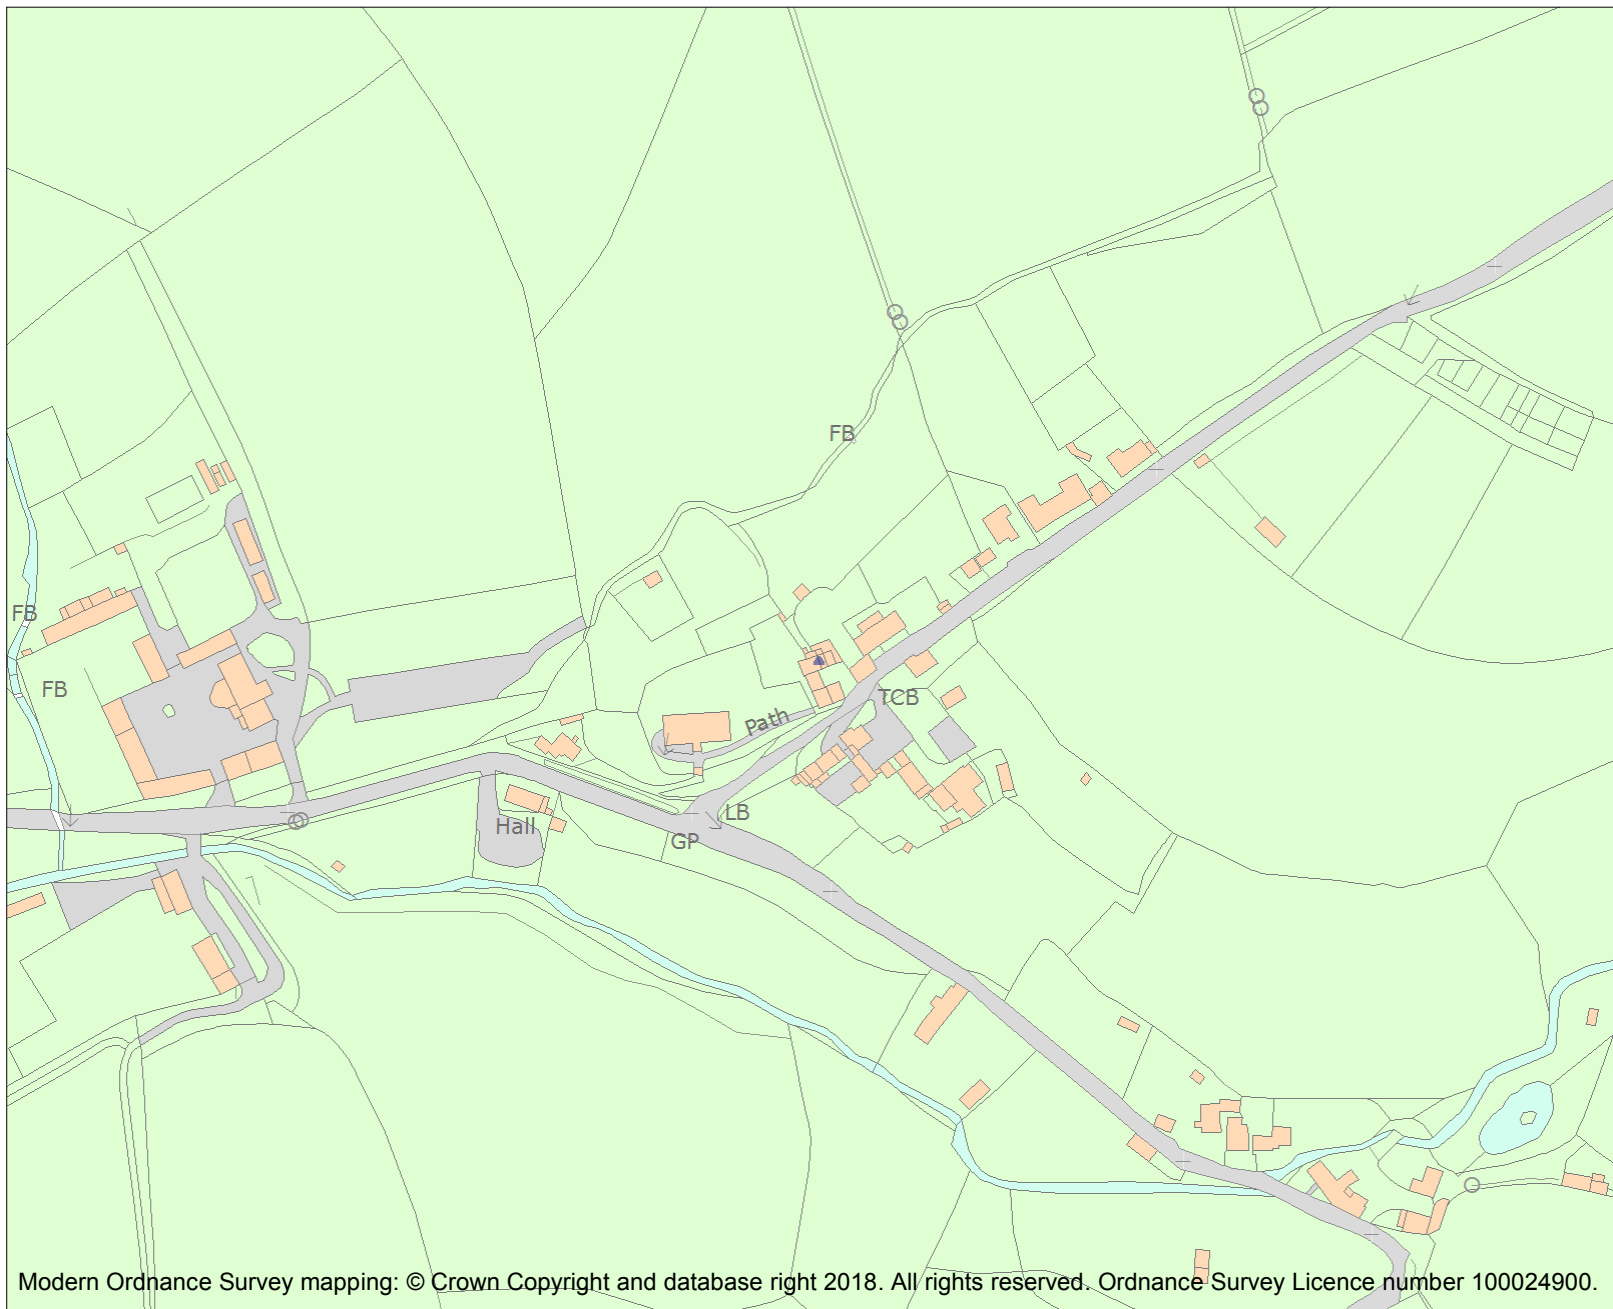 FB
FB
FB
Path
TCB
LB
Hall
GP
Modern Ordnance Survey mapping: © Crown Copyright and database right 2018. All rights reserved. Ordnance Survey Licence number 100024900.